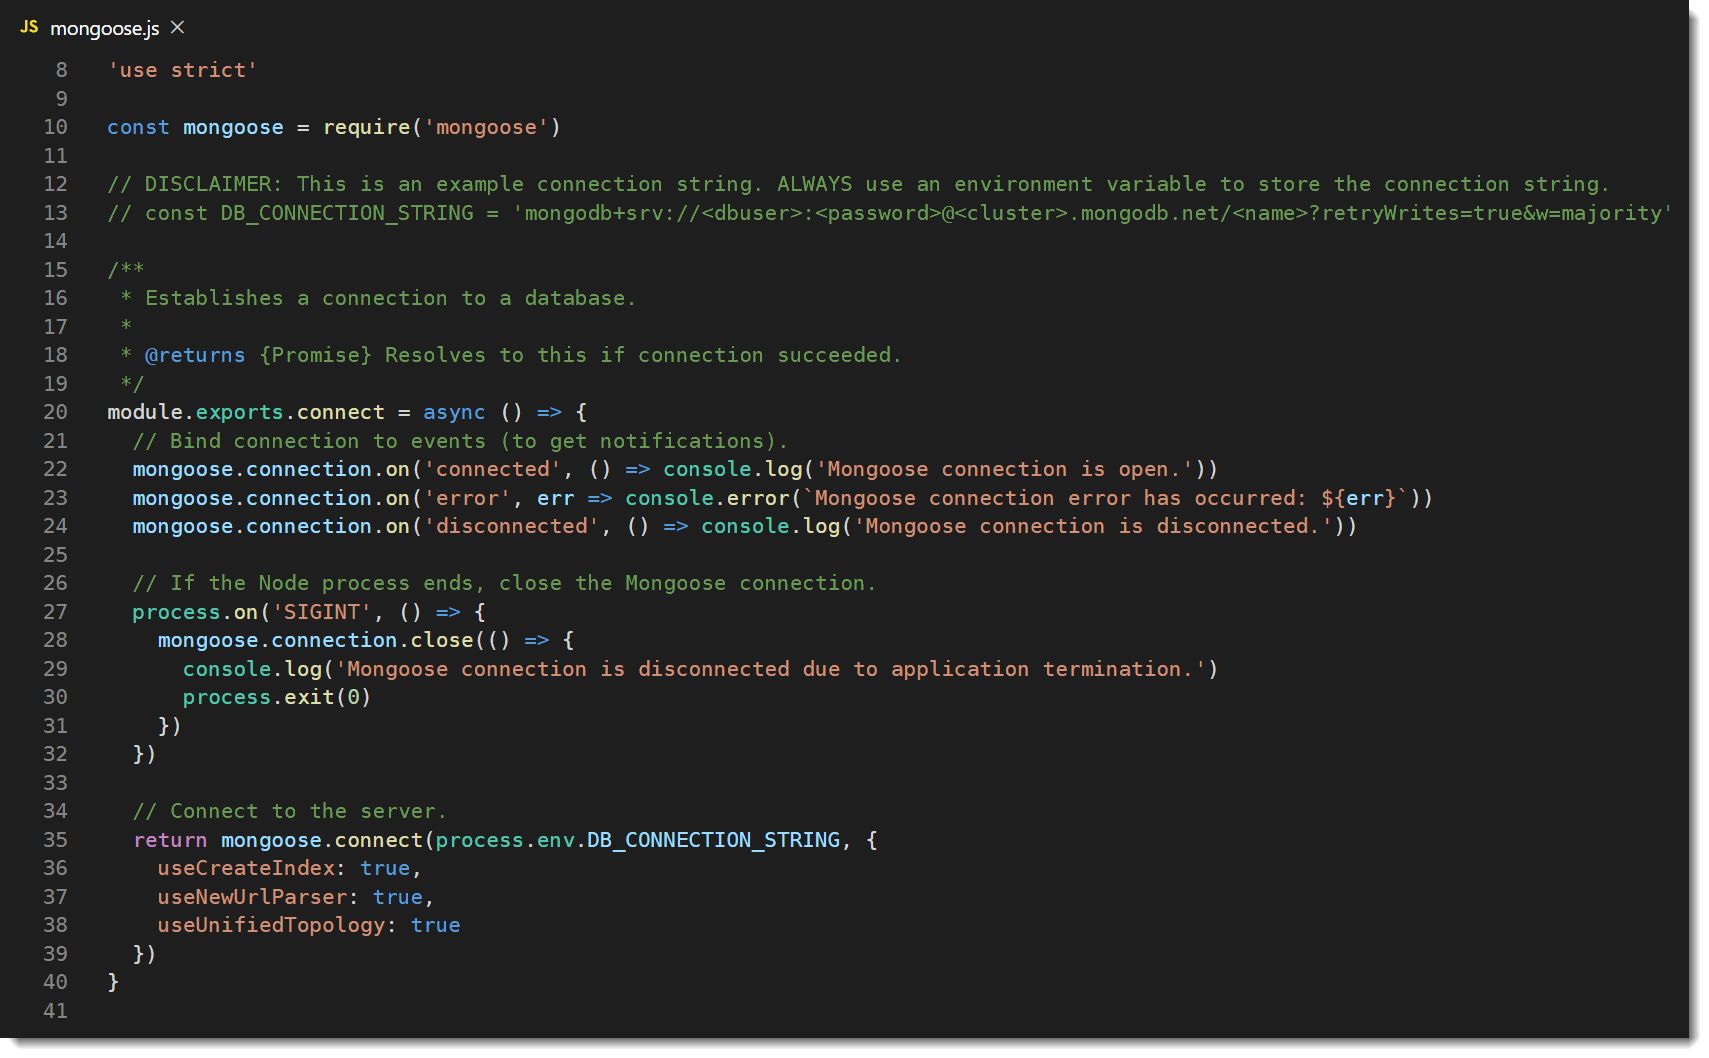 JS mongoose.js ×
8 'use strict'
9
10 const mongoose = require('mongoose')
11
12 // DISCLAIMER: This is an example connection string. ALWAYS use an environment variable to store the connection string.
13 // const DB_CONNECTION_STRING = 'mongodb+srv://<dbuser>:<password>@<cluster>.mongodb.net/<name>?retryWrites=true&w=majority'
14
15 /**
16  * Establishes a connection to a database.
17  *
18  * @returns {Promise} Resolves to this if connection succeeded.
19  */
20 module.exports.connect = async () => {
21   // Bind connection to events (to get notifications).
22   mongoose.connection.on('connected', () => console.log('Mongoose connection is open.'))
23   mongoose.connection.on('error', err => console.error(`Mongoose connection error has occurred: ${err}`))
24   mongoose.connection.on('disconnected', () => console.log('Mongoose connection is disconnected.'))
25
26   // If the Node process ends, close the Mongoose connection.
27   process.on('SIGINT', () => {
28     mongoose.connection.close(() => {
29       console.log('Mongoose connection is disconnected due to application termination.')
30       process.exit(0)
31     })
32   })
33
34   // Connect to the server.
35   return mongoose.connect(process.env.DB_CONNECTION_STRING, {
36     useCreateIndex: true,
37     useNewUrlParser: true,
38     useUnifiedTopology: true
39   })
40 }
41